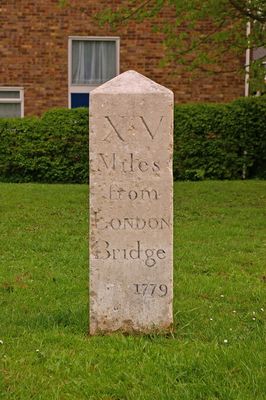 XV
Miles
from
LONDON
Bridge
1779